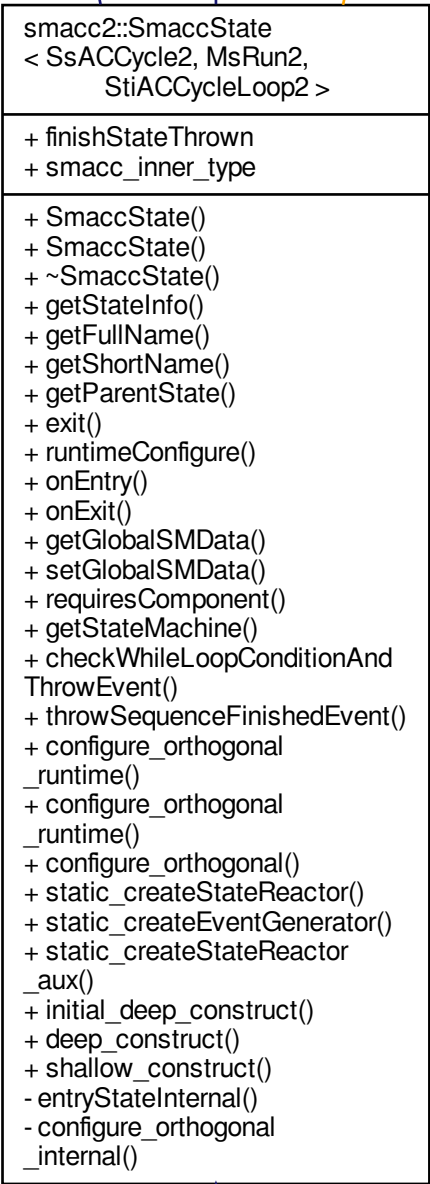 smacc2::SmaccState
< SsACCycle2, MsRun2,
StiACCycleLoop2 >
+ finishStateThrown
+ smacc_inner_type
+ SmaccState()
+ SmaccState()
+ ~SmaccState()
+ getStateInfo()
+ getFullName()
+ getShortName()
+ getParentState()
+ exit()
+ runtimeConfigure()
+ onEntry()
+ onExit()
+ getGlobalSMData()
+ setGlobalSMData()
+ requiresComponent()
+ getStateMachine()
+ checkWhileLoopConditionAnd
ThrowEvent()
+ throwSequenceFinishedEvent()
+ configure_orthogonal
_runtime()
+ configure_orthogonal
_runtime()
+ configure_orthogonal()
+ static_createStateReactor()
+ static_createEventGenerator()
+ static_createStateReactor
_aux()
+ initial_deep_construct()
+ deep_construct()
+ shallow_construct()
- entryStateInternal()
- configure_orthogonal
_internal()